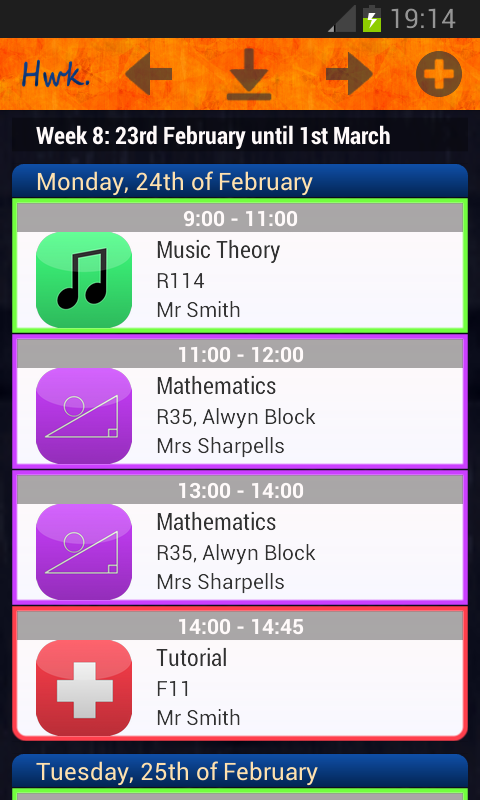 19:14
Hwk.
Week 8: 23rd February until 1st March
Monday, 24th of February
9:00 - 11:00
Music Theory
R114
Mr Smith
11:00 - 12:00
Mathematics
R35, Alwyn Block
Mrs Sharpells
13:00 - 14:00
Mathematics
R35, Alwyn Block
Mrs Sharpells
14:00 - 14:45
Tutorial
F11
Mr Smith
Tuesday, 25th of February